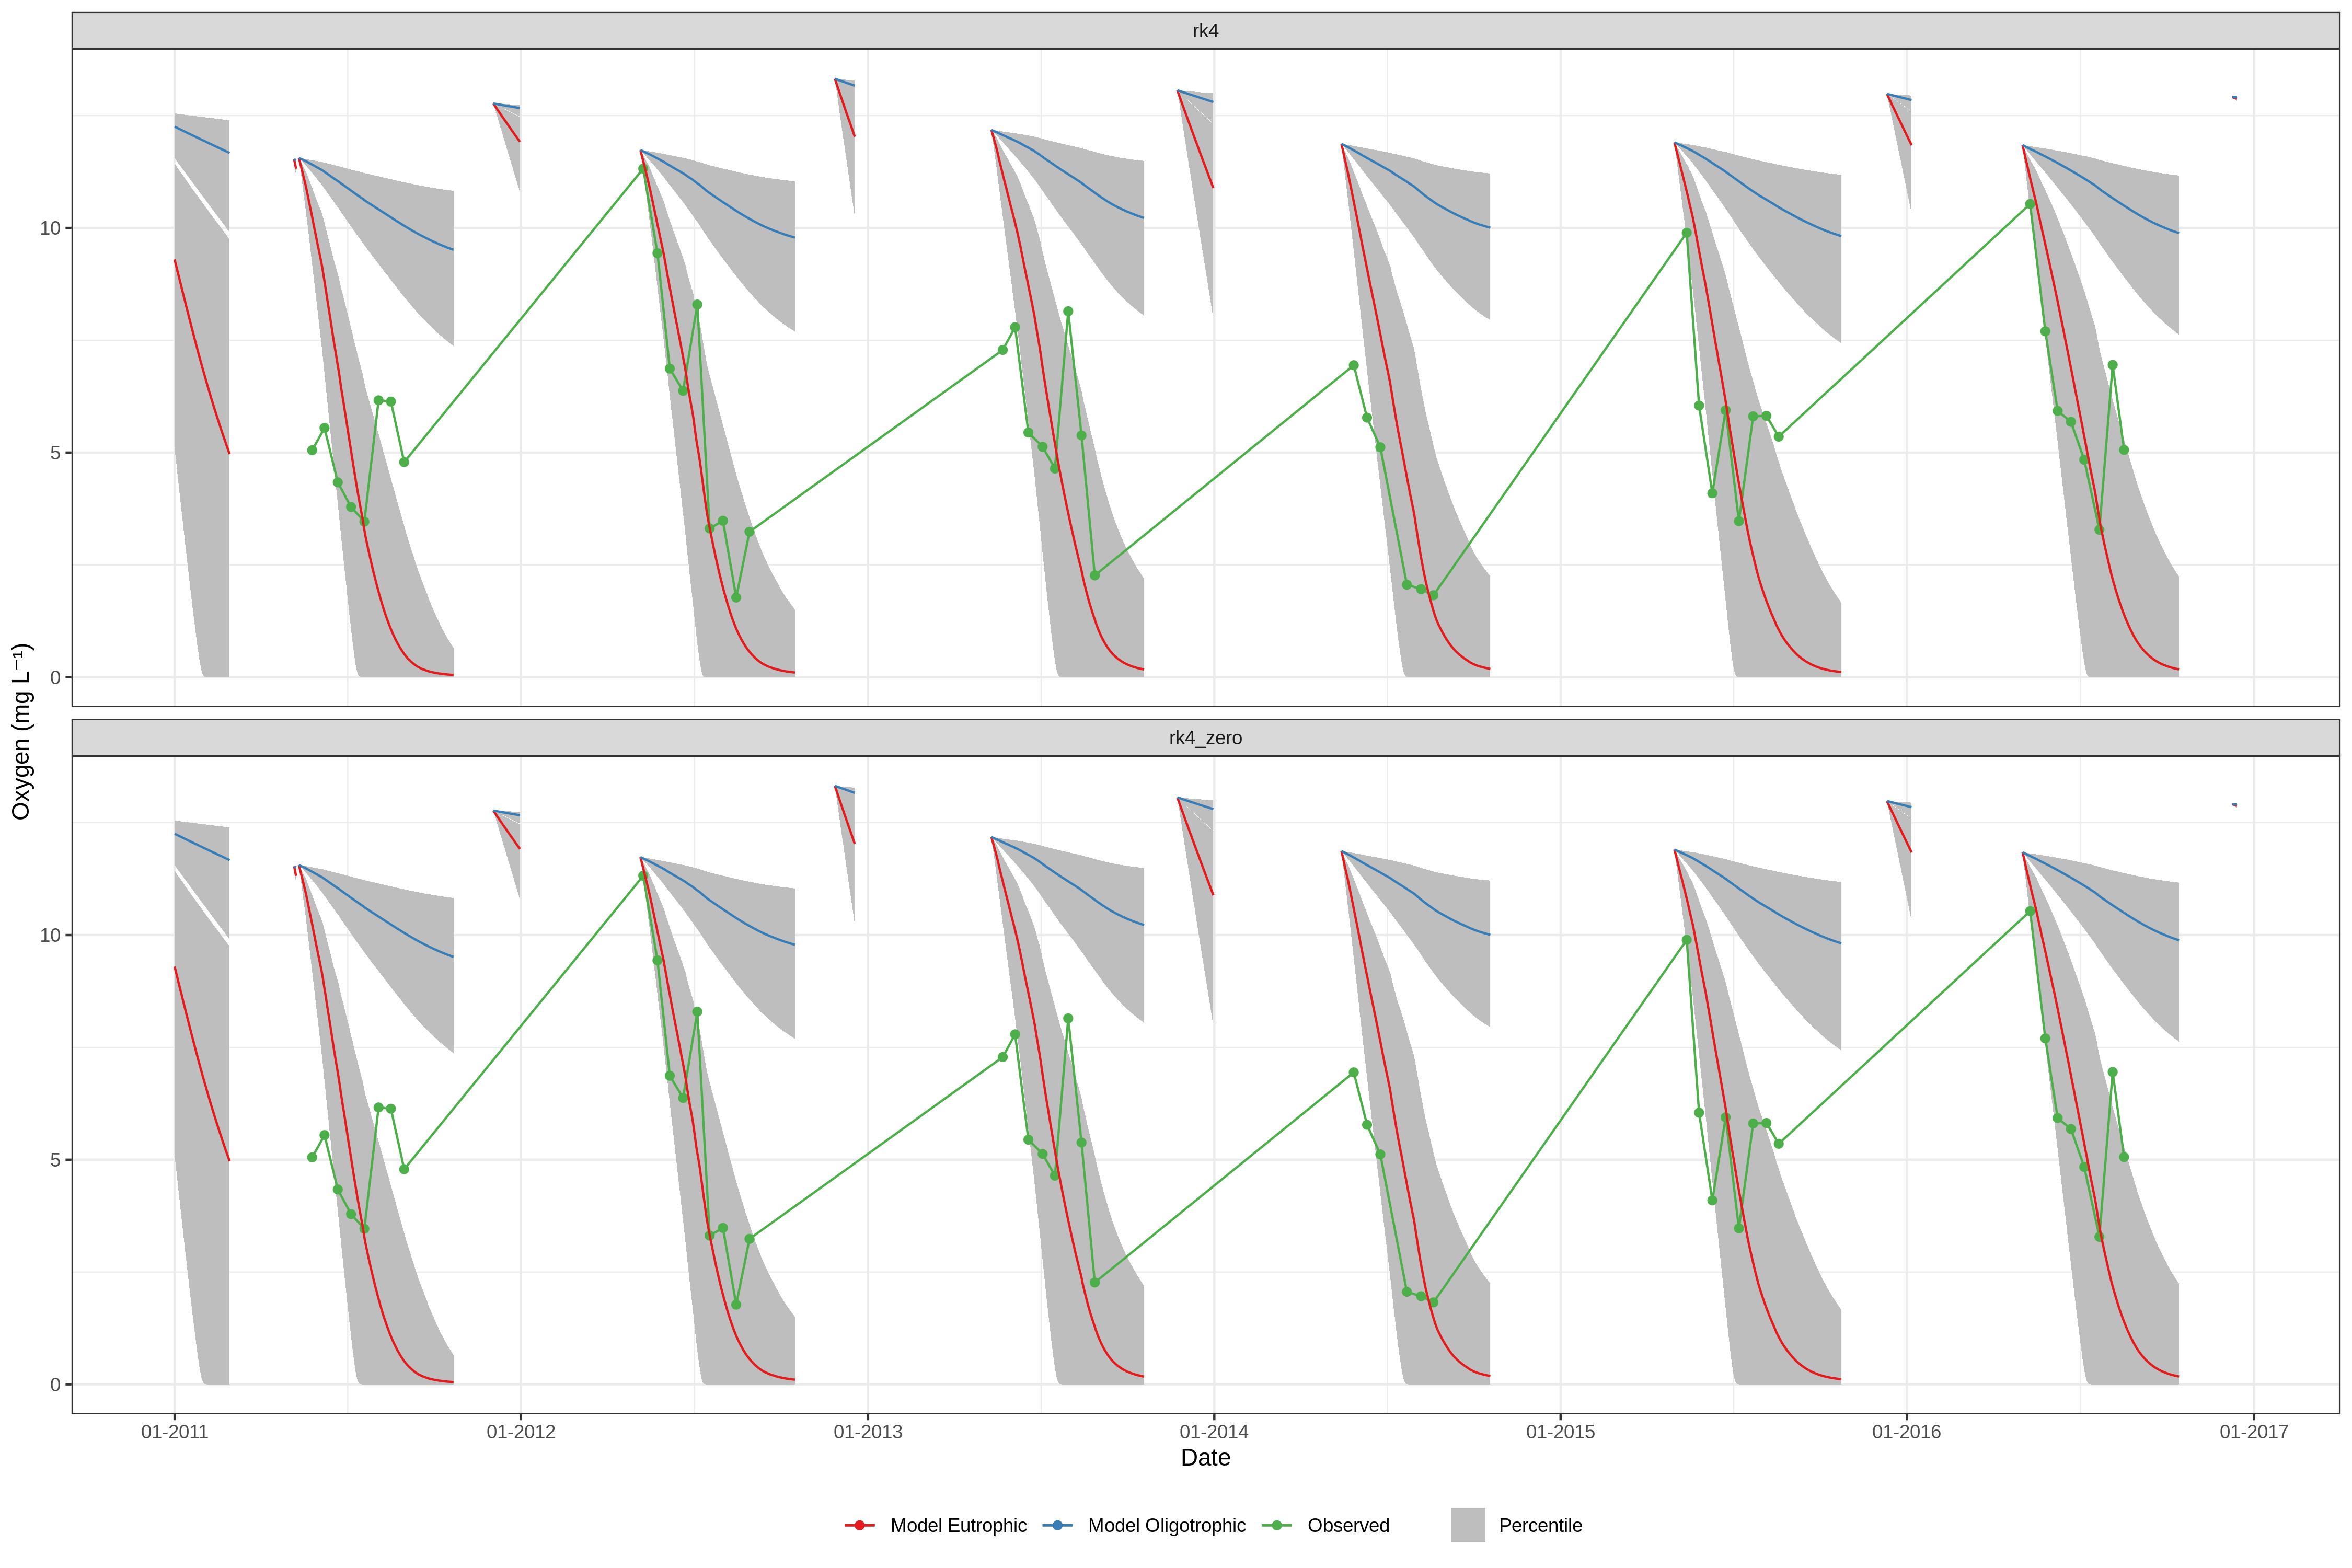 rk4
10
5
0
rk4_zero
10
5
0
Oxygen (mg L⁻¹)
01-2011 01-2012 01-2013 01-2014 01-2015 01-2016 01-2017
Date
Model Eutrophic Model Oligotrophic Observed Percentile